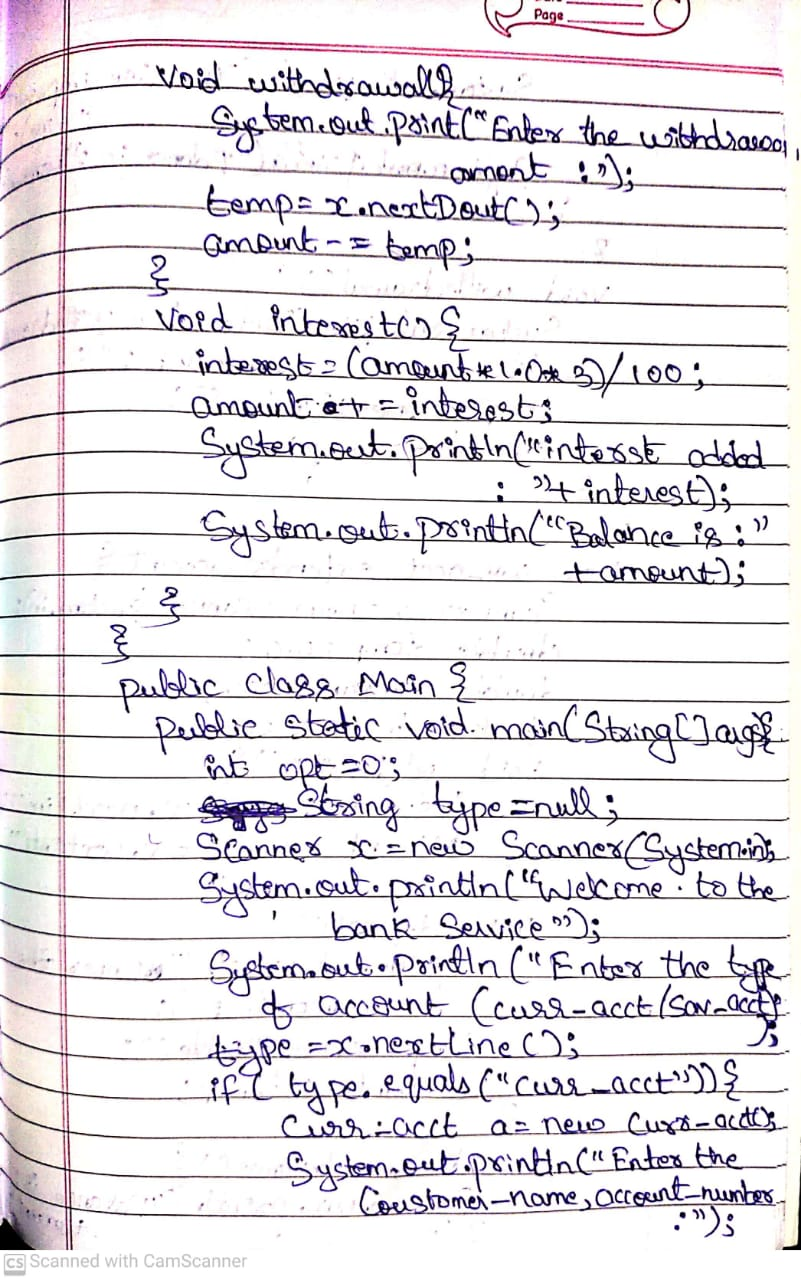 Page
void withdrawal{
System.out.print("Enter the withdrawal
amont :");
temp= x.nextDout();
amount -= temp;
}
void interest() {
interest = (amount * 1.0 * 3)/100;
amount += interest;
System.out.println("interst added
: "+ interest);
System.out.println("Balance is :"
+amount);
}
}
public class Main {
public static void main(String[] args{
int opt =0;
String type =null;
Scanner x = new Scanner(System.in);
System.out.println("Welcome to the
bank Service");
System.out.println ("Enter the type
of account (curr-acct/sav-acct)"
);
type =x.nextLine();
if( type.equals("curr_acct")){
Curr-acct a= new Curr-acct();
System.out.println("Enter the
Coustomer-name, account-number
:");
CS Scanned with CamScanner